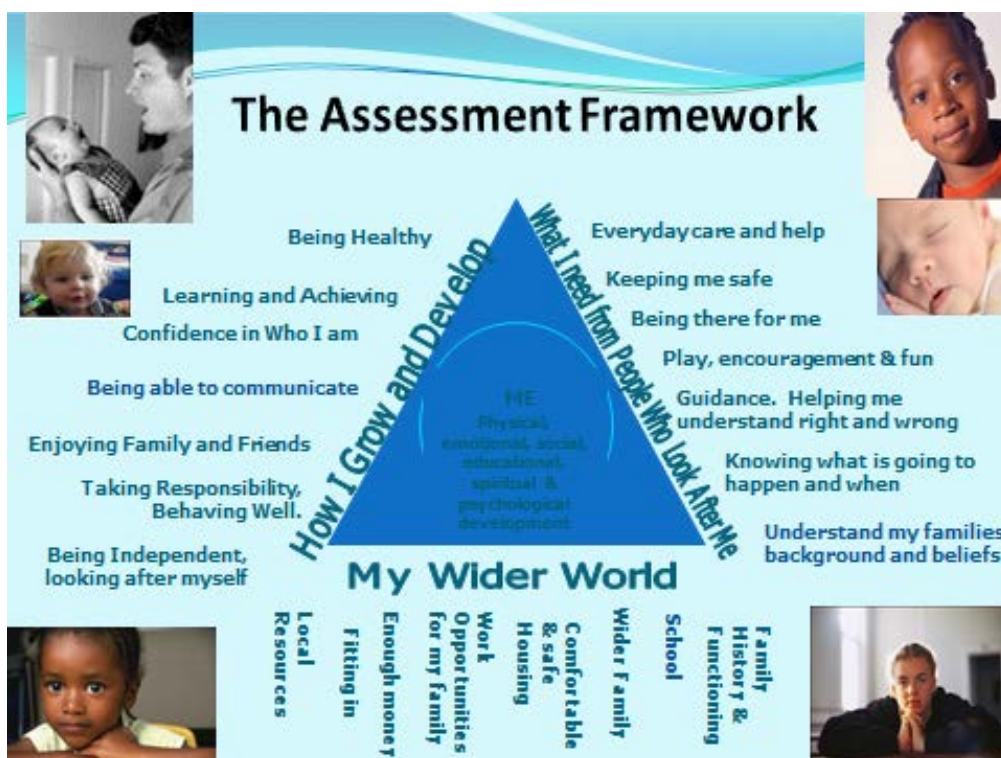 The Assessment Framework
Being Healthy
Learning and Achieving
Confidence in Who I am
Being able to communicate
Enjoying Family and Friends
Taking Responsibility,
Behaving Well.
Being Independent,
looking after myself
How I Grow and Develop
ME
Physical,
emotional, social,
educational,
spiritual &
psychological
development
What I need from People Who Look After Me
Everyday care and help
Keeping me safe
Being there for me
Play, encouragement & fun
Guidance. Helping me
understand right and wrong
Knowing what is going to
happen and when
Understand my families
background and beliefs
My Wider World
Local
Resources
Fitting in
Enough money
Work
Opportunities
for my family
Comfortable
& safe
Housing
Wider Family
School
Family
History &
Functioning